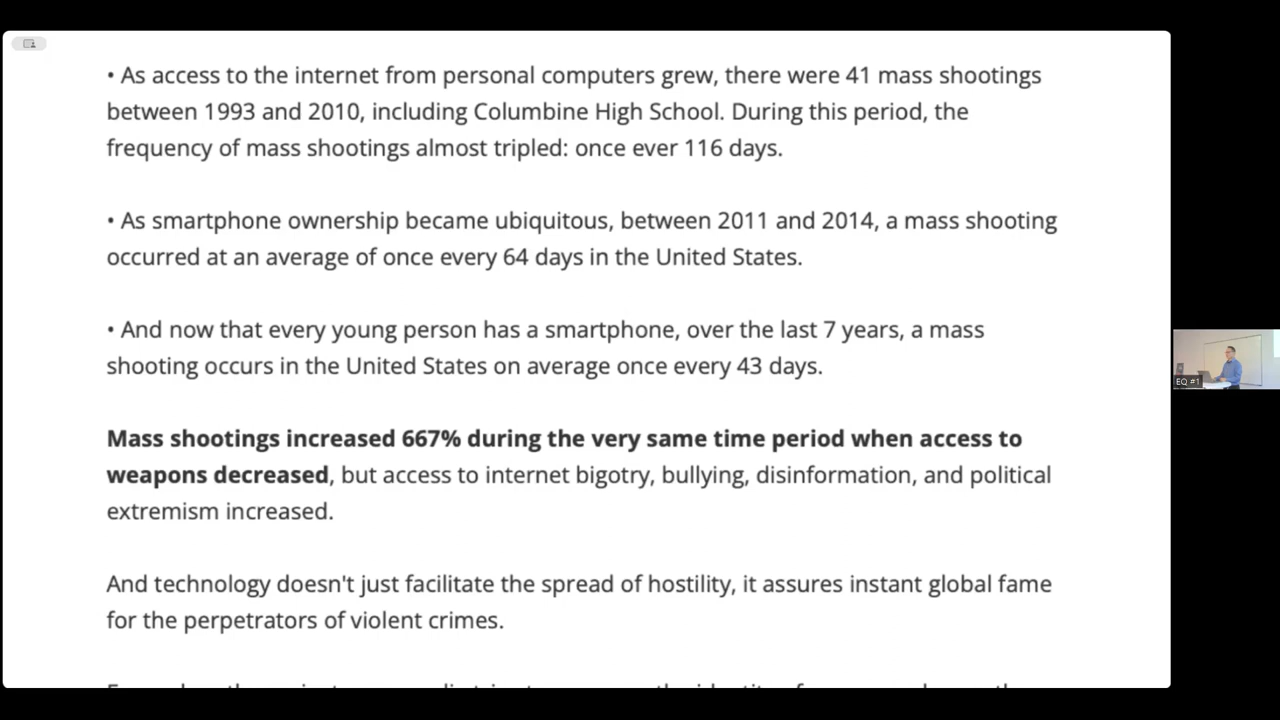 • As access to the internet from personal computers grew, there were 41 mass shootings
between 1993 and 2010, including Columbine High School. During this period, the
frequency of mass shootings almost tripled: once ever 116 days.
• As smartphone ownership became ubiquitous, between 2011 and 2014, a mass shooting
occurred at an average of once every 64 days in the United States.
• And now that every young person has a smartphone, over the last 7 years, a mass
shooting occurs in the United States on average once every 43 days.
Mass shootings increased 667% during the very same time period when access to
weapons decreased, but access to internet bigotry, bullying, disinformation, and political
extremism increased.
And technology doesn't just facilitate the spread of hostility, it assures instant global fame
for the perpetrators of violent crimes.
EQ #1